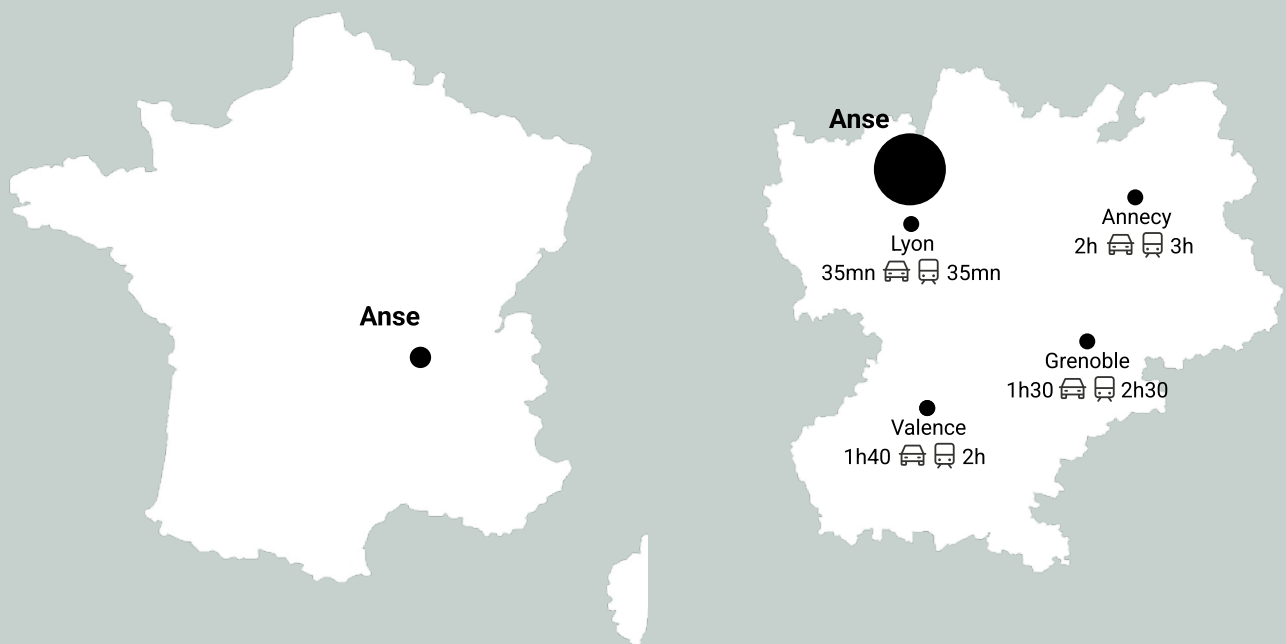 Anse
Anse
Lyon
35mn 35mn
Annecy
2h 3h
Grenoble
1h30 2h30
Valence
1h40 2h